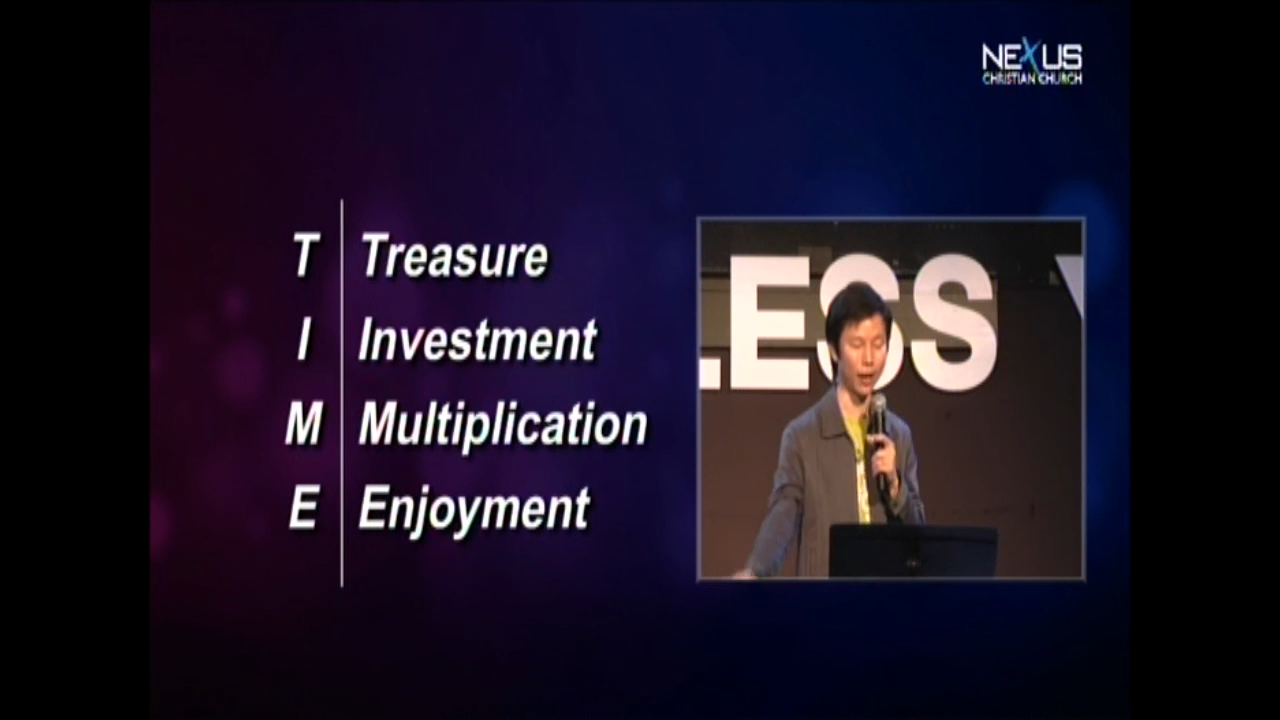 NEXUS
CHRISTIAN CHURCH
T Treasure
I Investment
M Multiplication
E Enjoyment
LESS